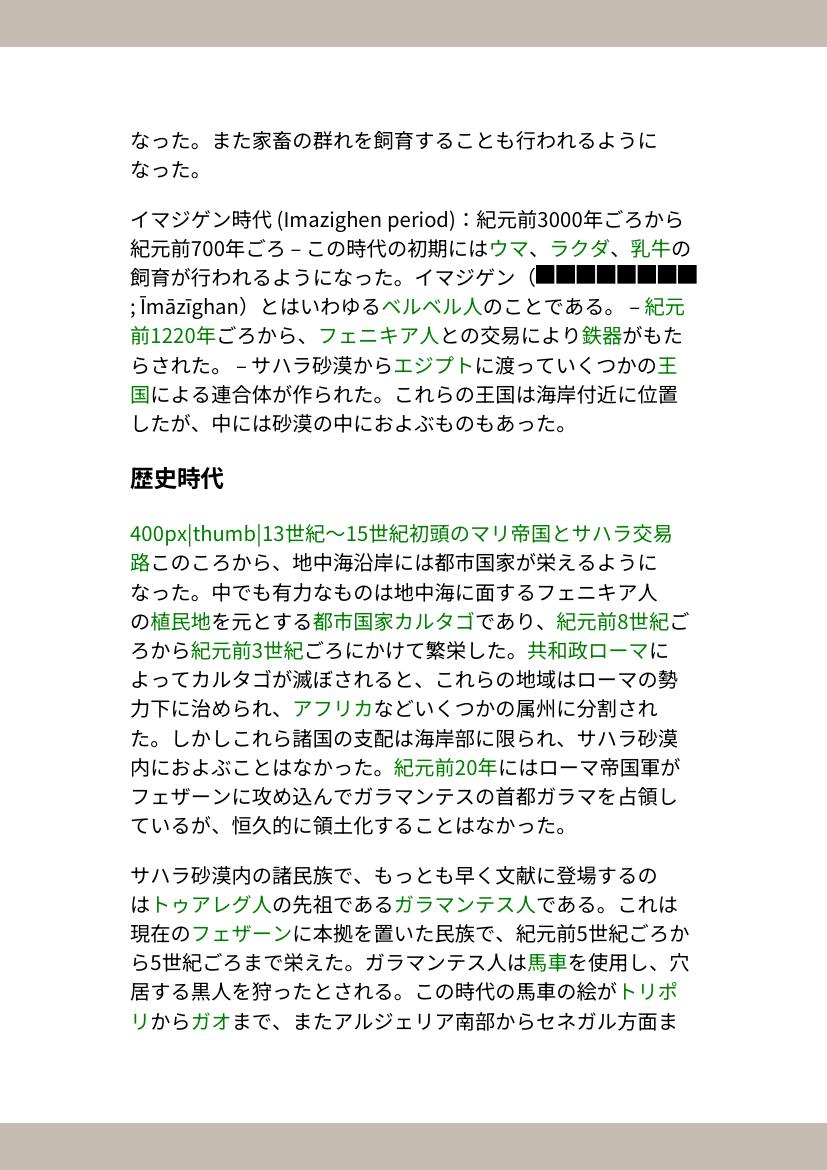 なった。また家畜の群れを飼育することも行われるように
なった。
イマジゲン時代 (Imazighen period)：紀元前3000年ごろから
紀元前700年ごろ – この時代の初期にはウマ、ラクダ、乳牛の
飼育が行われるようになった。イマジゲン（■■■■■■■■
; Īmāzīghan）とはいわゆるベルベル人のことである。 – 紀元
前1220年ごろから、フェニキア人との交易により鉄器がもた
らされた。 – サハラ砂漠からエジプトに渡っていくつかの王
国による連合体が作られた。これらの王国は海岸付近に位置
したが、中には砂漠の中におよぶものもあった。
歴史時代
400px|thumb|13世紀～15世紀初頭のマリ帝国とサハラ交易
路このころから、地中海沿岸には都市国家が栄えるように
なった。中でも有力なものは地中海に面するフェニキア人
の植民地を元とする都市国家カルタゴであり、紀元前8世紀ご
ろから紀元前3世紀ごろにかけて繁栄した。共和政ローマに
よってカルタゴが滅ぼされると、これらの地域はローマの勢
力下に治められ、アフリカなどいくつかの属州に分割され
た。しかしこれら諸国の支配は海岸部に限られ、サハラ砂漠
内におよぶことはなかった。紀元前20年にはローマ帝国軍が
フェザーンに攻め込んでガラマンテスの首都ガラマを占領し
ているが、恒久的に領土化することはなかった。
サハラ砂漠内の諸民族で、もっとも早く文献に登場するの
はトゥアレグ人の先祖であるガラマンテス人である。これは
現在のフェザーンに本拠を置いた民族で、紀元前5世紀ごろか
ら5世紀ごろまで栄えた。ガラマンテス人は馬車を使用し、穴
居する黒人を狩ったとされる。この時代の馬車の絵がトリポ
リからガオまで、またアルジェリア南部からセネガル方面ま